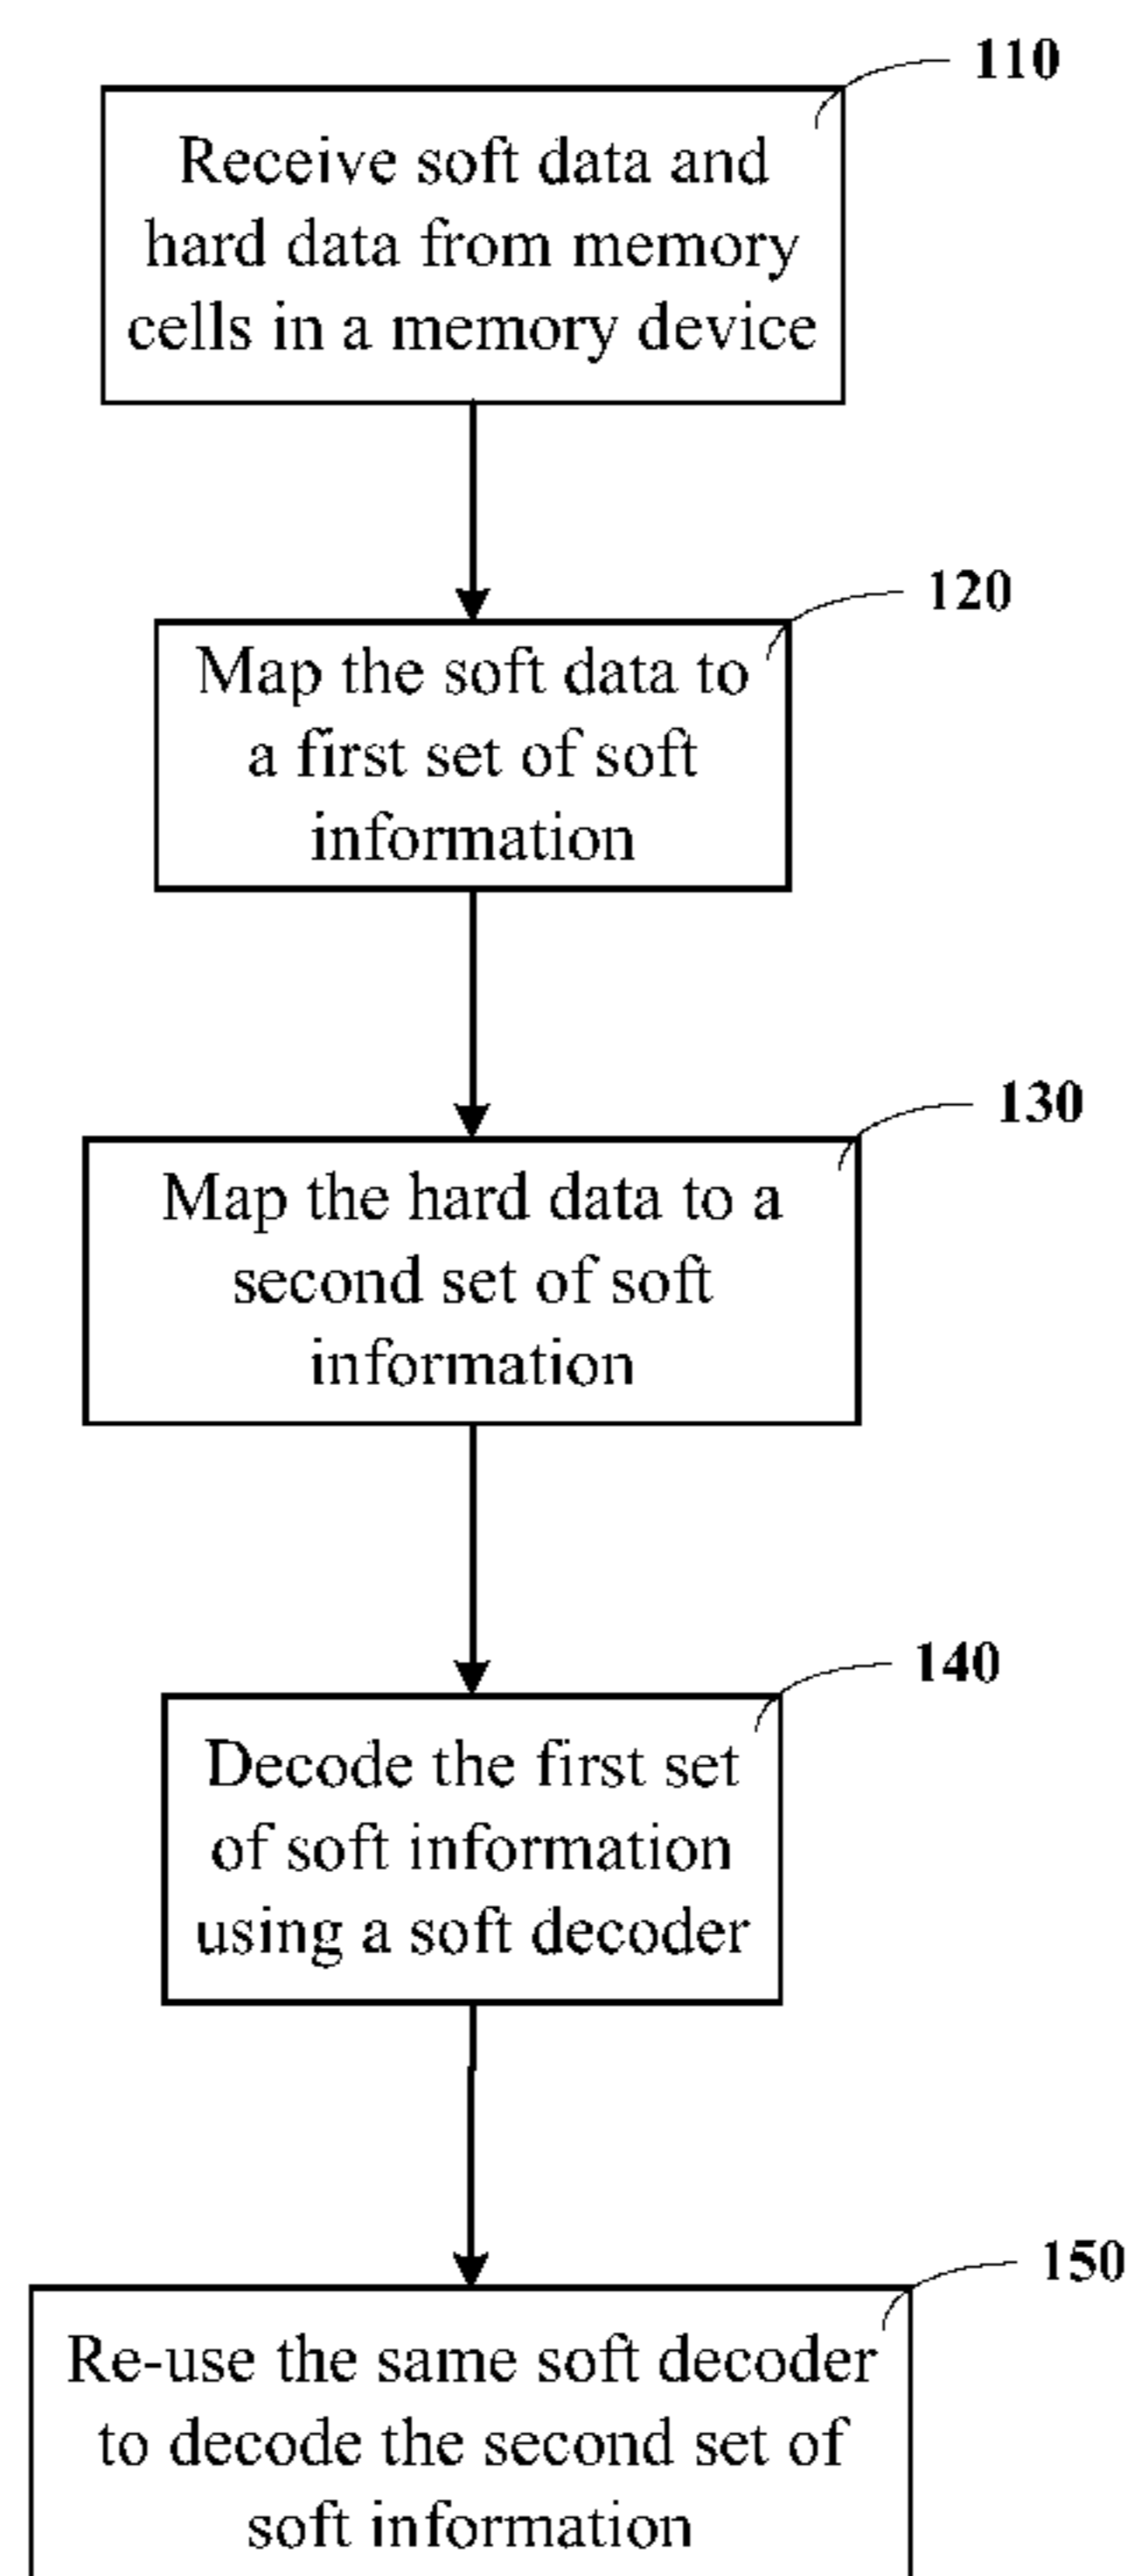 110
Receive soft data and
hard data from memory
cells in a memory device
120
Map the soft data to
a first set of soft
information
130
Map the hard data to a
second set of soft
information
140
Decode the first set
of soft information
using a soft decoder
150
Re-use the same soft decoder
to decode the second set of
soft information